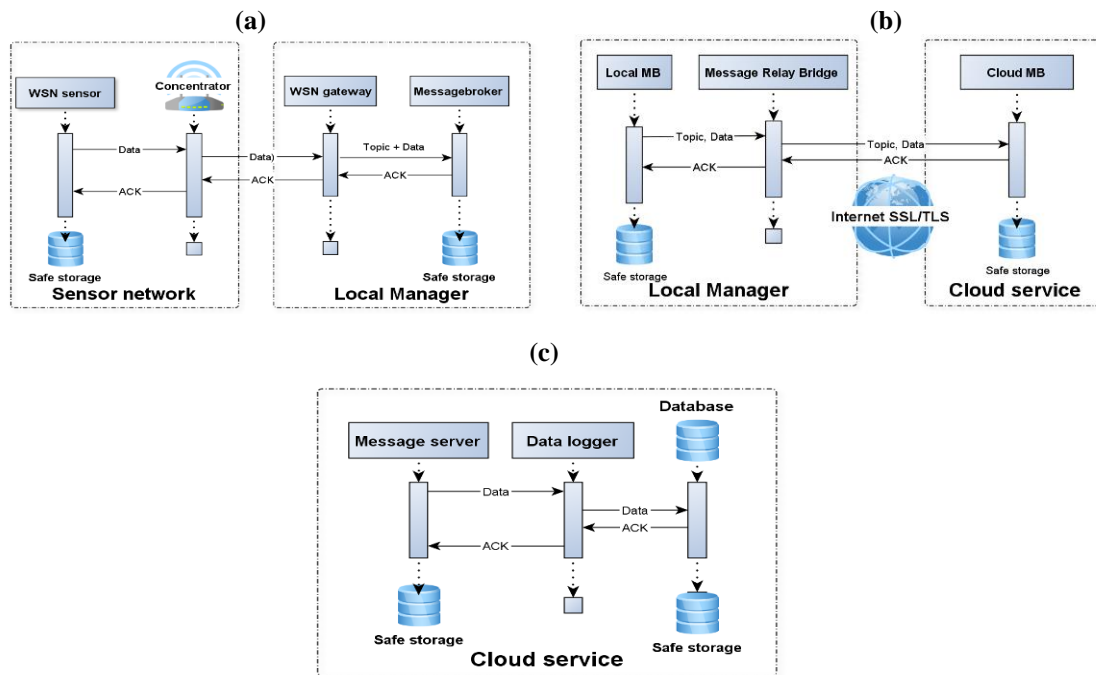 (a)
WSN sensor
Concentrator
WSN gateway
Messagebroker
Data
Data)
Topic + Data
ACK
ACK
ACK
Safe storage
Safe storage
Sensor network
Local Manager
(b)
Local MB
Message Relay Bridge
Cloud MB
Topic, Data
Topic, Data
ACK
ACK
Internet SSL/TLS
Safe storage
Safe storage
Local Manager
Cloud service
(c)
Database
Message server
Data logger
Data
Data
ACK
ACK
Safe storage
Safe storage
Cloud service